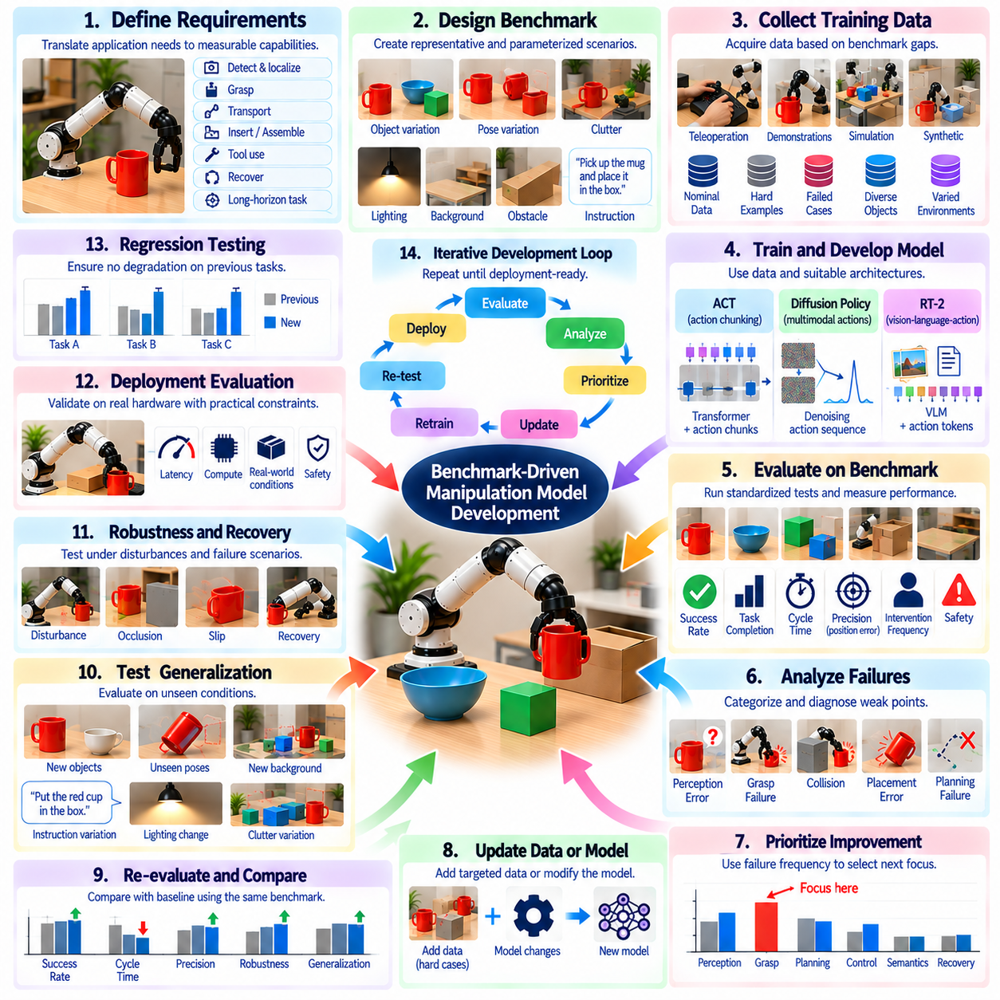 1. Define Requirements
Translate application needs to measurable capabilities.
Detect & localize
Grasp
Transport
Insert / Assemble
Tool use
Recover
Long-horizon task
2. Design Benchmark
Create representative and parameterized scenarios.
Object variation
Pose variation
Clutter
"Pick up the mug
and place it
in the box."
Lighting
Background
Obstacle
Instruction
3. Collect Training Data
Acquire data based on benchmark gaps.
Teleoperation
Demonstrations
Simulation
Synthetic
Nominal
Data
Hard
Examples
Failed
Cases
Diverse
Objects
Varied
Environments
13. Regression Testing
Ensure no degradation on previous tasks.
Previous
New
Task A
Task B
Task C
14. Iterative Development Loop
Repeat until deployment-ready.
Evaluate
Analyze
Prioritize
Update
Retrain
Re-test
Deploy
4. Train and Develop Model
Use data and suitable architectures.
ACT
(action chunking)
Diffusion Policy
(multimodal actions)
RT-2
(vision-language-action)
Transformer
+ action chunks
Denoising
action sequence
VLM
+ action tokens
12. Deployment Evaluation
Validate on real hardware with practical constraints.
Latency
Compute
Real-world
conditions
Safety
Benchmark-Driven
Manipulation Model
Development
5. Evaluate on Benchmark
Run standardized tests and measure performance.
Success
Rate
Task
Completion
Cycle
Time
Precision
(position error)
Intervention
Frequency
Safety
11. Robustness and Recovery
Test under disturbances and failure scenarios.
Disturbance
Occlusion
Slip
Recovery
10. Test Generalization
Evaluate on unseen conditions.
New objects
Unseen poses
New background
"Put the red cup
in the box."
Instruction variation
Lighting change
Clutter variation
6. Analyze Failures
Categorize and diagnose weak points.
?
Perception
Error
Grasp
Failure
Collision
Placement
Error
Planning
Failure
9. Re-evaluate and Compare
Compare with baseline using the same benchmark.
Success
Rate
Cycle
Time
Precision
Robustness
Generalization
8. Update Data or Model
Add targeted data or modify the model.
Add data
(hard cases)
Model changes
New model
7. Prioritize Improvement
Use failure frequency to select next focus.
Focus here
Perception
Grasp
Planning
Control
Semantics
Recovery